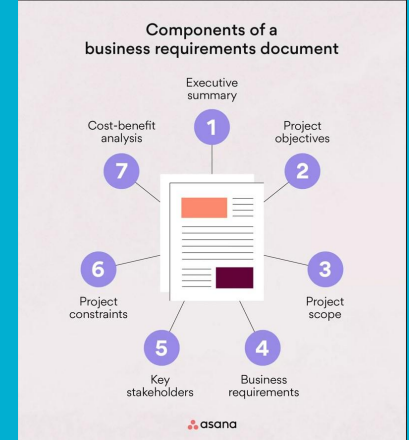 Components of a
business requirements document
Executive
summary
1
Project
objectives
2
3
Project
scope
4
Business
requirements
5
Key
stakeholders
6
Project
constraints
Cost-benefit
analysis
7
asana